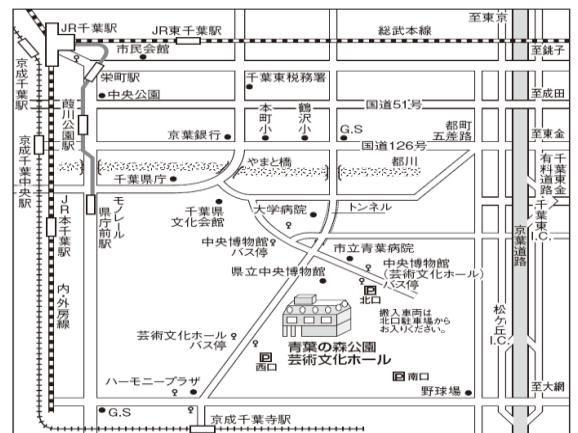 至東京
JR千葉駅
JR東千葉駅
総武本線
市民会館
至銚子
京成千葉駅
栄町駅
千葉東税務署
中央公園
至成田
国道51号
葭川公園駅
本町小
鶴沢小
京葉銀行
G.S
都町五差路
至東金
国道126号
京成千葉中央駅
やまと橋
都川
千葉東金有料道路
千葉県庁
モノレール県庁前駅
JR本千葉駅
千葉県
文化会館
大学病院
トンネル
千葉東I.C.
京葉道路
中央博物館
バス停
市立青葉病院
中央博物館
(芸術文化ホール)
バス停
県立中央博物館
北口
内・外房線
搬入車両は
北口駐車場から
お入りください。
松ケ丘I.C.
芸術文化ホール
バス停
青葉の森公園
芸術文化ホール
西口
南口
ハーモニープラザ
野球場
至大網
G.S
京成千葉寺駅